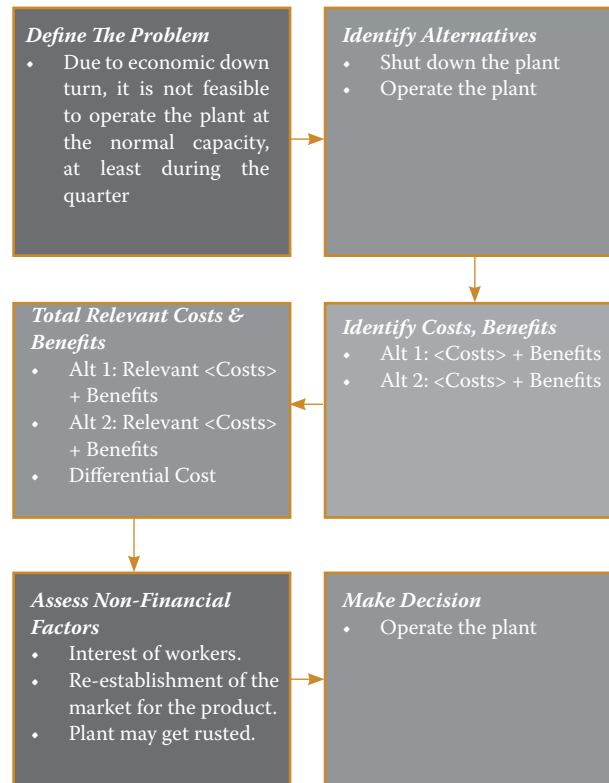 Define The Problem
• Due to economic down
turn, it is not feasible
to operate the plant at
the normal capacity,
at least during the
quarter
Identify Alternatives
• Shut down the plant
• Operate the plant
Identify Costs, Benefits
• Alt 1: <Costs> + Benefits
• Alt 2: <Costs> + Benefits
Total Relevant Costs &
Benefits
• Alt 1: Relevant <Costs>
+ Benefits
• Alt 2: Relevant <Costs>
+ Benefits
• Differential Cost
Assess Non-Financial
Factors
• Interest of workers.
• Re-establishment of the
market for the product.
• Plant may get rusted.
Make Decision
• Operate the plant